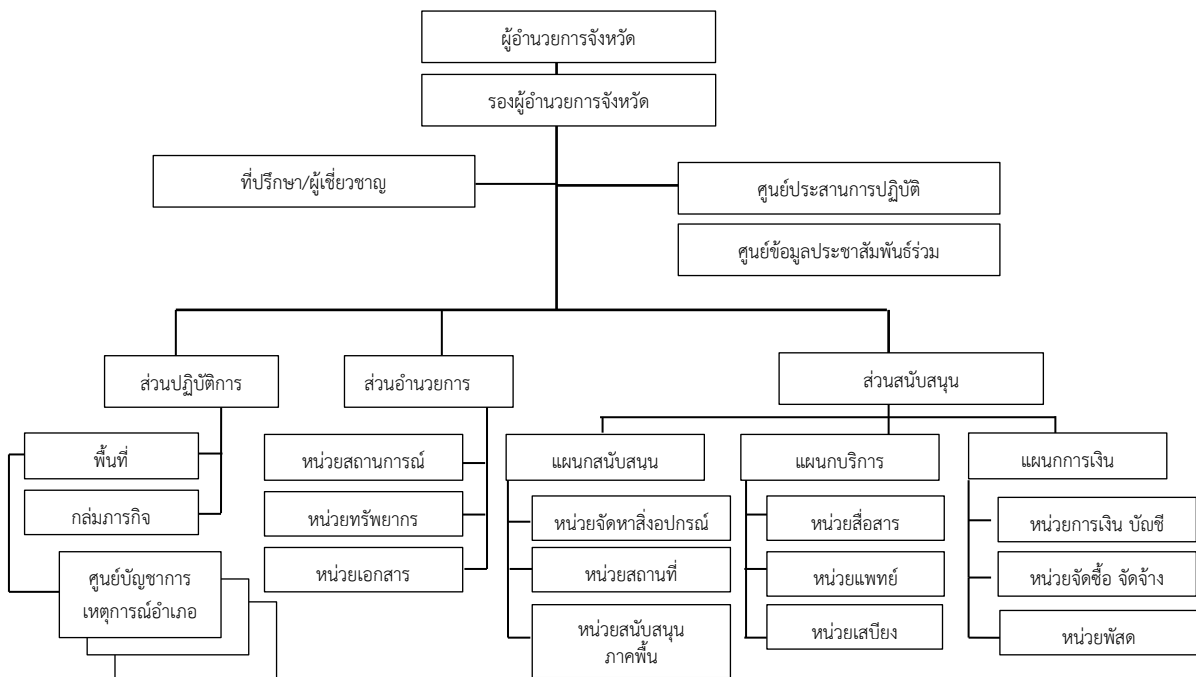 ผู้อำนวยการจังหวัด
รองผู้อำนวยการจังหวัด
ที่ปรึกษา/ผู้เชี่ยวชาญ
ศูนย์ประสานการปฏิบัติ
ศูนย์ข้อมูลประชาสัมพันธ์ร่วม
ส่วนปฏิบัติการ
ส่วนอำนวยการ
ส่วนสนับสนุน
พื้นที่
กล่มภารกิจ
ศูนย์บัญชาการ
เหตุการณ์อำเภอ
หน่วยสถานการณ์
หน่วยทรัพยากร
หน่วยเอกสาร
แผนกสนับสนุน
หน่วยจัดหาสิ่งอปกรณ์
หน่วยสถานที่
หน่วยสนับสนุน
ภาคพื้น
แผนกบริการ
หน่วยสื่อสาร
หน่วยแพทย์
หน่วยเสบียง
แผนกการเงิน
หน่วยการเงิน บัญชี
หน่วยจัดซื้อ จัดจ้าง
หน่วยพัสด